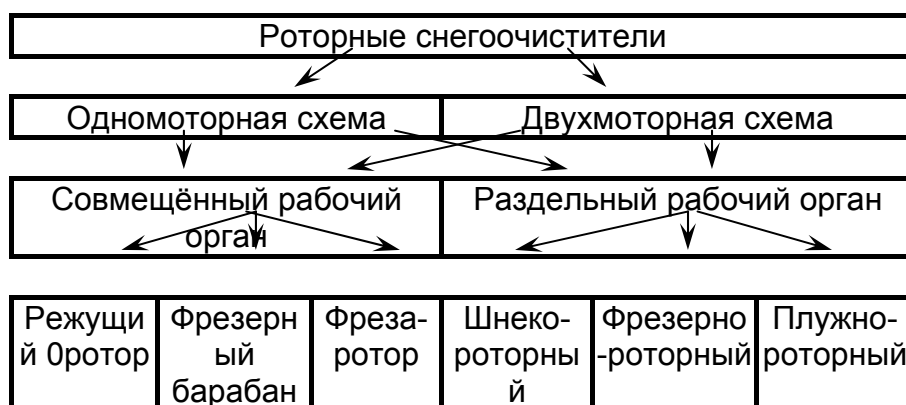 Роторные снегоочистители
Одномоторная схема Двухмоторная схема
Совмещённый рабочий орган Раздельный рабочий орган
Режущи Фрезерн Фреза- Шнеко- Фрезерно Плужно-
й 0ротор ый ротор роторны -роторный роторный
барабан й